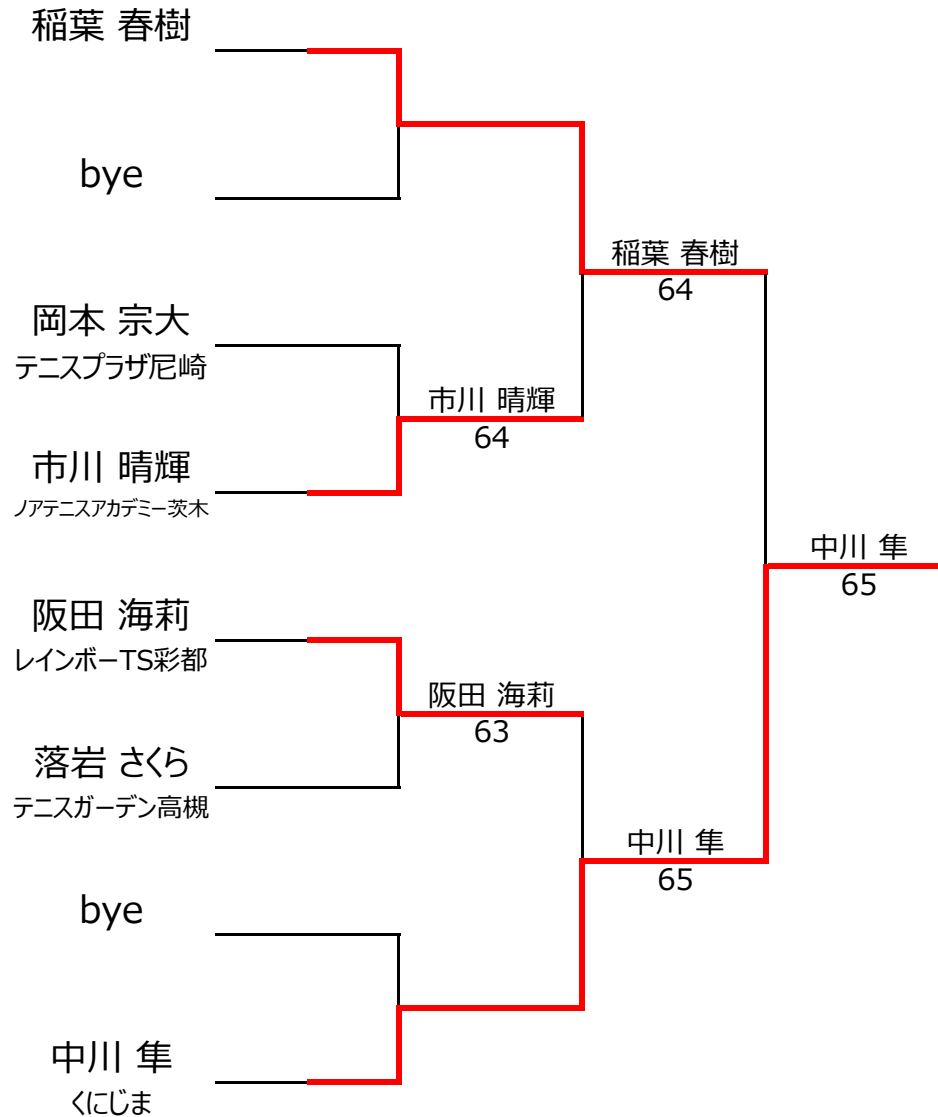 稲葉 春樹
bye
稲葉 春樹
64
岡本 宗大
テニスプラザ尼崎
市川 晴輝
64
市川 晴輝
ノアテニスアカデミー茨木
中川 隼
65
阪田 海莉
レインボーTS彩都
阪田 海莉
63
落岩 さくら
テニスガーデン高槻
中川 隼
65
bye
中川 隼
くにじま